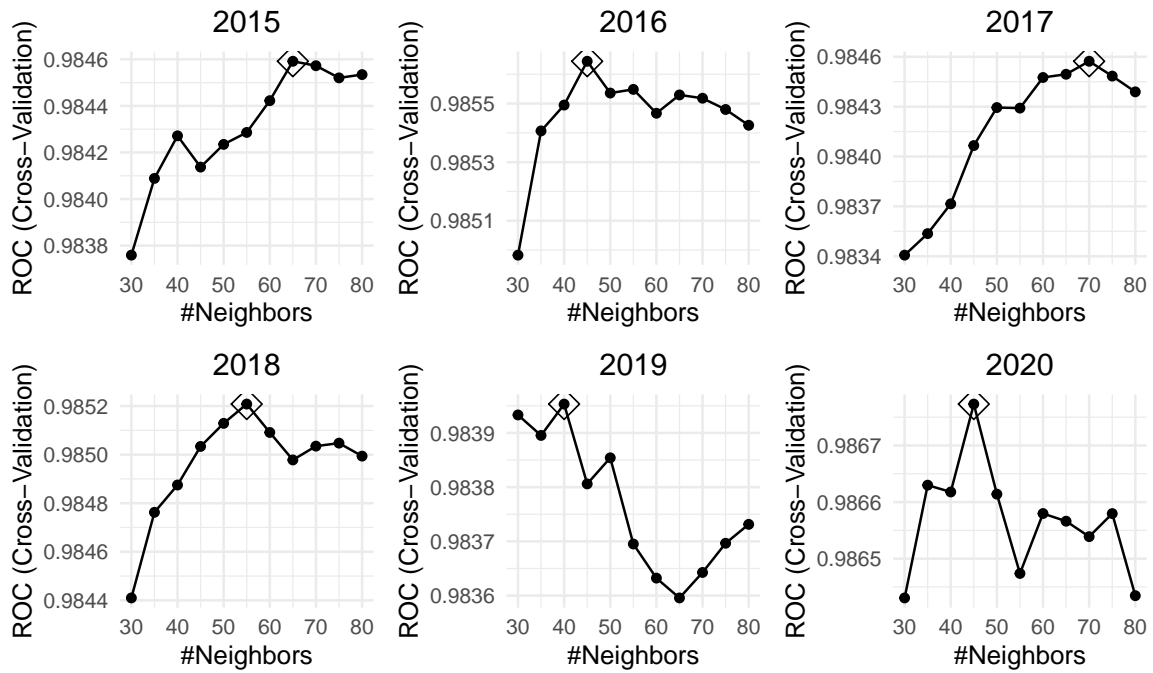 2015
ROC (Cross−Validation)
0.9846
0.9844
0.9842
0.9840
0.9838
30 40 50 60 70 80
#Neighbors
2016
ROC (Cross−Validation)
0.9855
0.9853
0.9851
30 40 50 60 70 80
#Neighbors
2017
ROC (Cross−Validation)
0.9846
0.9843
0.9840
0.9837
0.9834
30 40 50 60 70 80
#Neighbors
2018
ROC (Cross−Validation)
0.9852
0.9850
0.9848
0.9846
0.9844
30 40 50 60 70 80
#Neighbors
2019
ROC (Cross−Validation)
0.9839
0.9838
0.9837
0.9836
30 40 50 60 70 80
#Neighbors
2020
ROC (Cross−Validation)
0.9867
0.9866
0.9865
30 40 50 60 70 80
#Neighbors